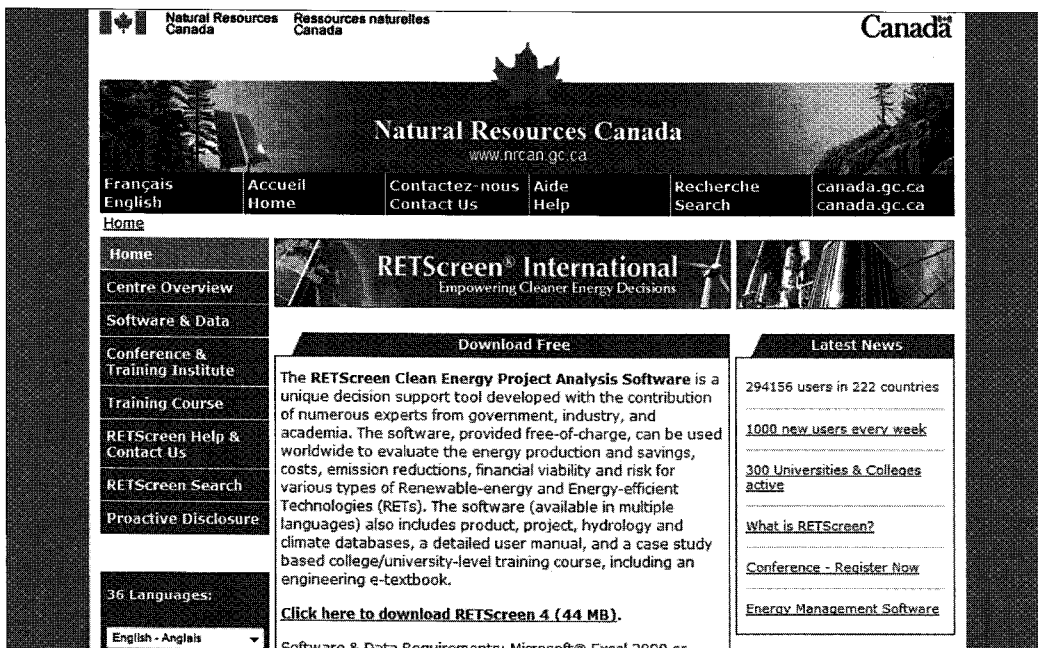 Natural Resources Ressources naturelles
Canada Canada
Canada
Natural Resources Canada
www.nrcan.gc.ca
Français Accueil Contactez-nous Aide Recherche canada.gc.ca
English Home Contact Us Help Search canada.gc.ca
Home
Home
Centre Overview
Software & Data
Conference &
Training Institute
Training Course
RETScreen Help &
Contact Us
RETScreen Search
Proactive Disclosure
36 Languages:
English - Anglais
RETScreen® International
Empowering Cleaner Energy Decisions
Download Free
The RETScreen Clean Energy Project Analysis Software is a
unique decision support tool developed with the contribution
of numerous experts from government, industry, and
academia. The software, provided free-of-charge, can be used
worldwide to evaluate the energy production and savings,
costs, emission reductions, financial viability and risk for
various types of Renewable-energy and Energy-efficient
Technologies (RETs). The software (available in multiple
languages) also includes product, project, hydrology and
climate databases, a detailed user manual, and a case study
based college/university-level training course, including an
engineering e-textbook.
Click here to download RETScreen 4 (44 MB).
Software & Data Requirements: Microsoft® Excel 2000 or
Latest News
294156 users in 222 countries
1000 new users every week
300 Universities & Colleges
active
What is RETScreen?
Conference - Register Now
Energy Management Software